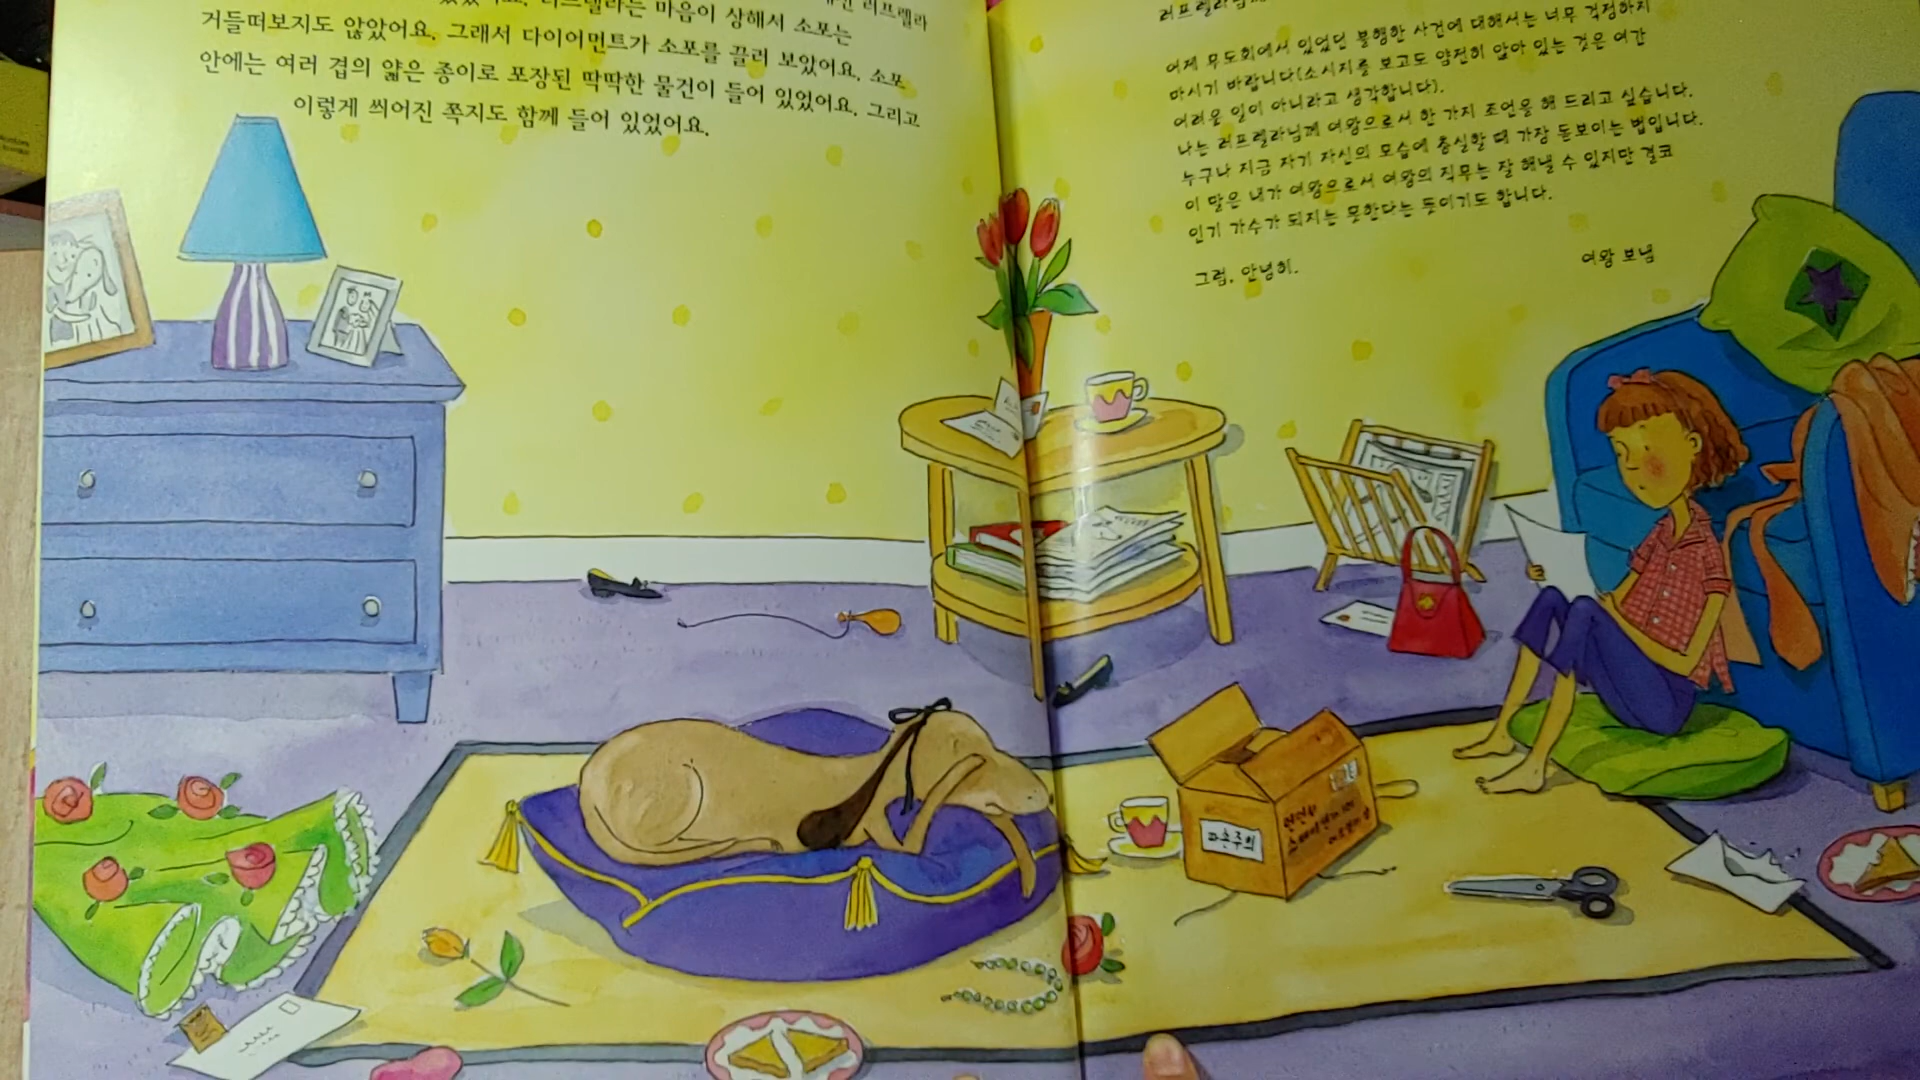 마음이 상해서 소포는
거들떠보지도 않았어요. 그래서 다이어먼트가 소포를 끌러 보았어요. 소포
안에는 여러 겹의 얇은 종이로 포장된 딱딱한 물건이 들어 있었어요. 그리고
이렇게 씌어진 쪽지도 함께 들어 있었어요.
어제 무도회에서 있었던 불행한 사건에 대해서는 너무 걱정하지
마시기 바랍니다(소시지를 보고도 얌전히 앉아 있는 것은 여간
어려운 일이 아니라고 생각합니다).
나는 러프렐라님께 여왕으로서 한 가지 조언을 해 드리고 싶습니다.
누구나 지금 자기 자신의 모습에 충실할 때 가장 돋보이는 법입니다.
이 말은 내가 여왕으로서 여왕의 직무는 잘 해낼 수 있지만 결코
인기 가수가 되지는 못한다는 뜻이기도 합니다.
그럼, 안녕히.
여왕 보냄
파손주의